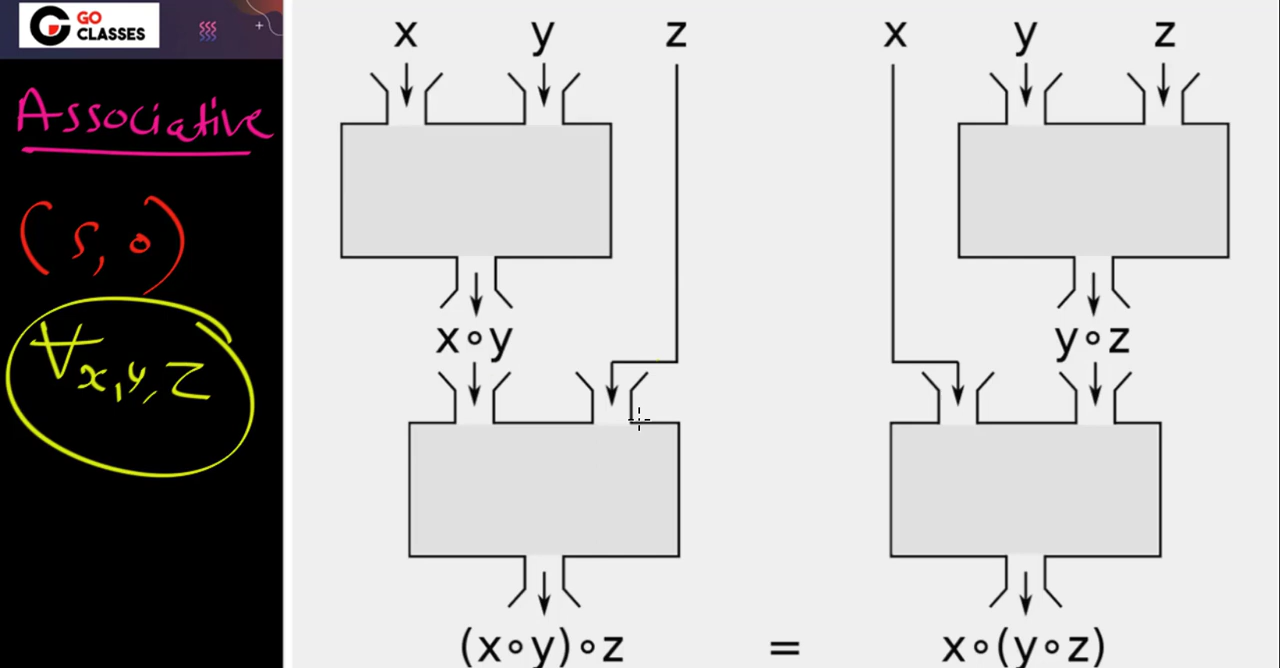 GO
CLASSES
Associative
(S, o)
∀x,y,z
x y z
x∘y
(x∘y)∘z
=
x y z
y∘z
x∘(y∘z)